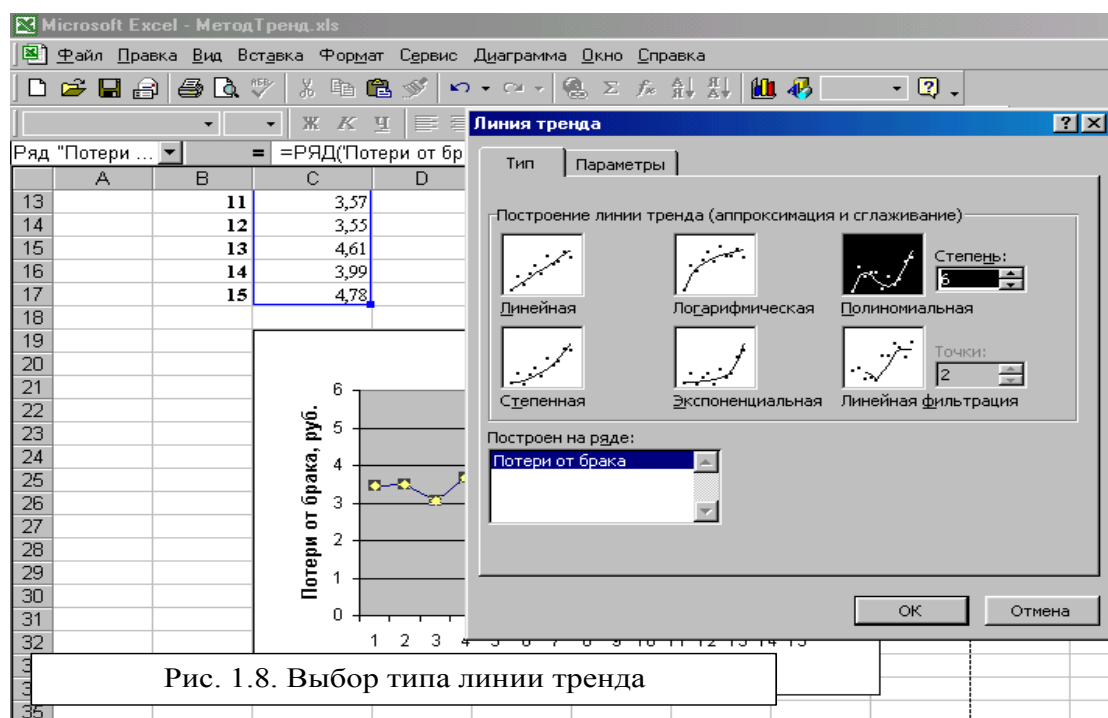 Microsoft Excel - МетодТренд.xls
Файл Правка Вид Вставка Формат Сервис Диаграмма Окно Справка
Ж К Ч
Ряд "Потери ... = =РЯД('Потери от бр
A B C D
13 11 3,57
14 12 3,55
15 13 4,61
16 14 3,99
17 15 4,78
18
19
20
21
22
23
24
25
26
27
28
29
30
31
32
35
Потери от брака, руб.
6
5
4
3
2
1
0
1 2 3 4 5 6 7 8 9 10 11 12 13 14 15
Линия тренда
Тип Параметры
Построение линии тренда (аппроксимация и сглаживание)
Степень:
6
Линейная Логарифмическая Полиномиальная
Точки:
2
Степенная Экспоненциальная Линейная фильтрация
Построен на ряде:
Потери от брака
ОК Отмена
Рис. 1.8. Выбор типа линии тренда